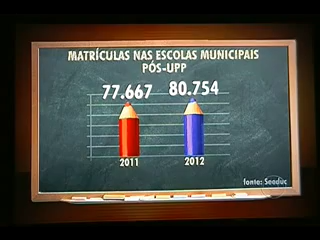 MATRÍCULAS NAS ESCOLAS MUNICIPAIS
PÓS-UPP
77.667 80.754
2011 2012
fonte: Seeduc